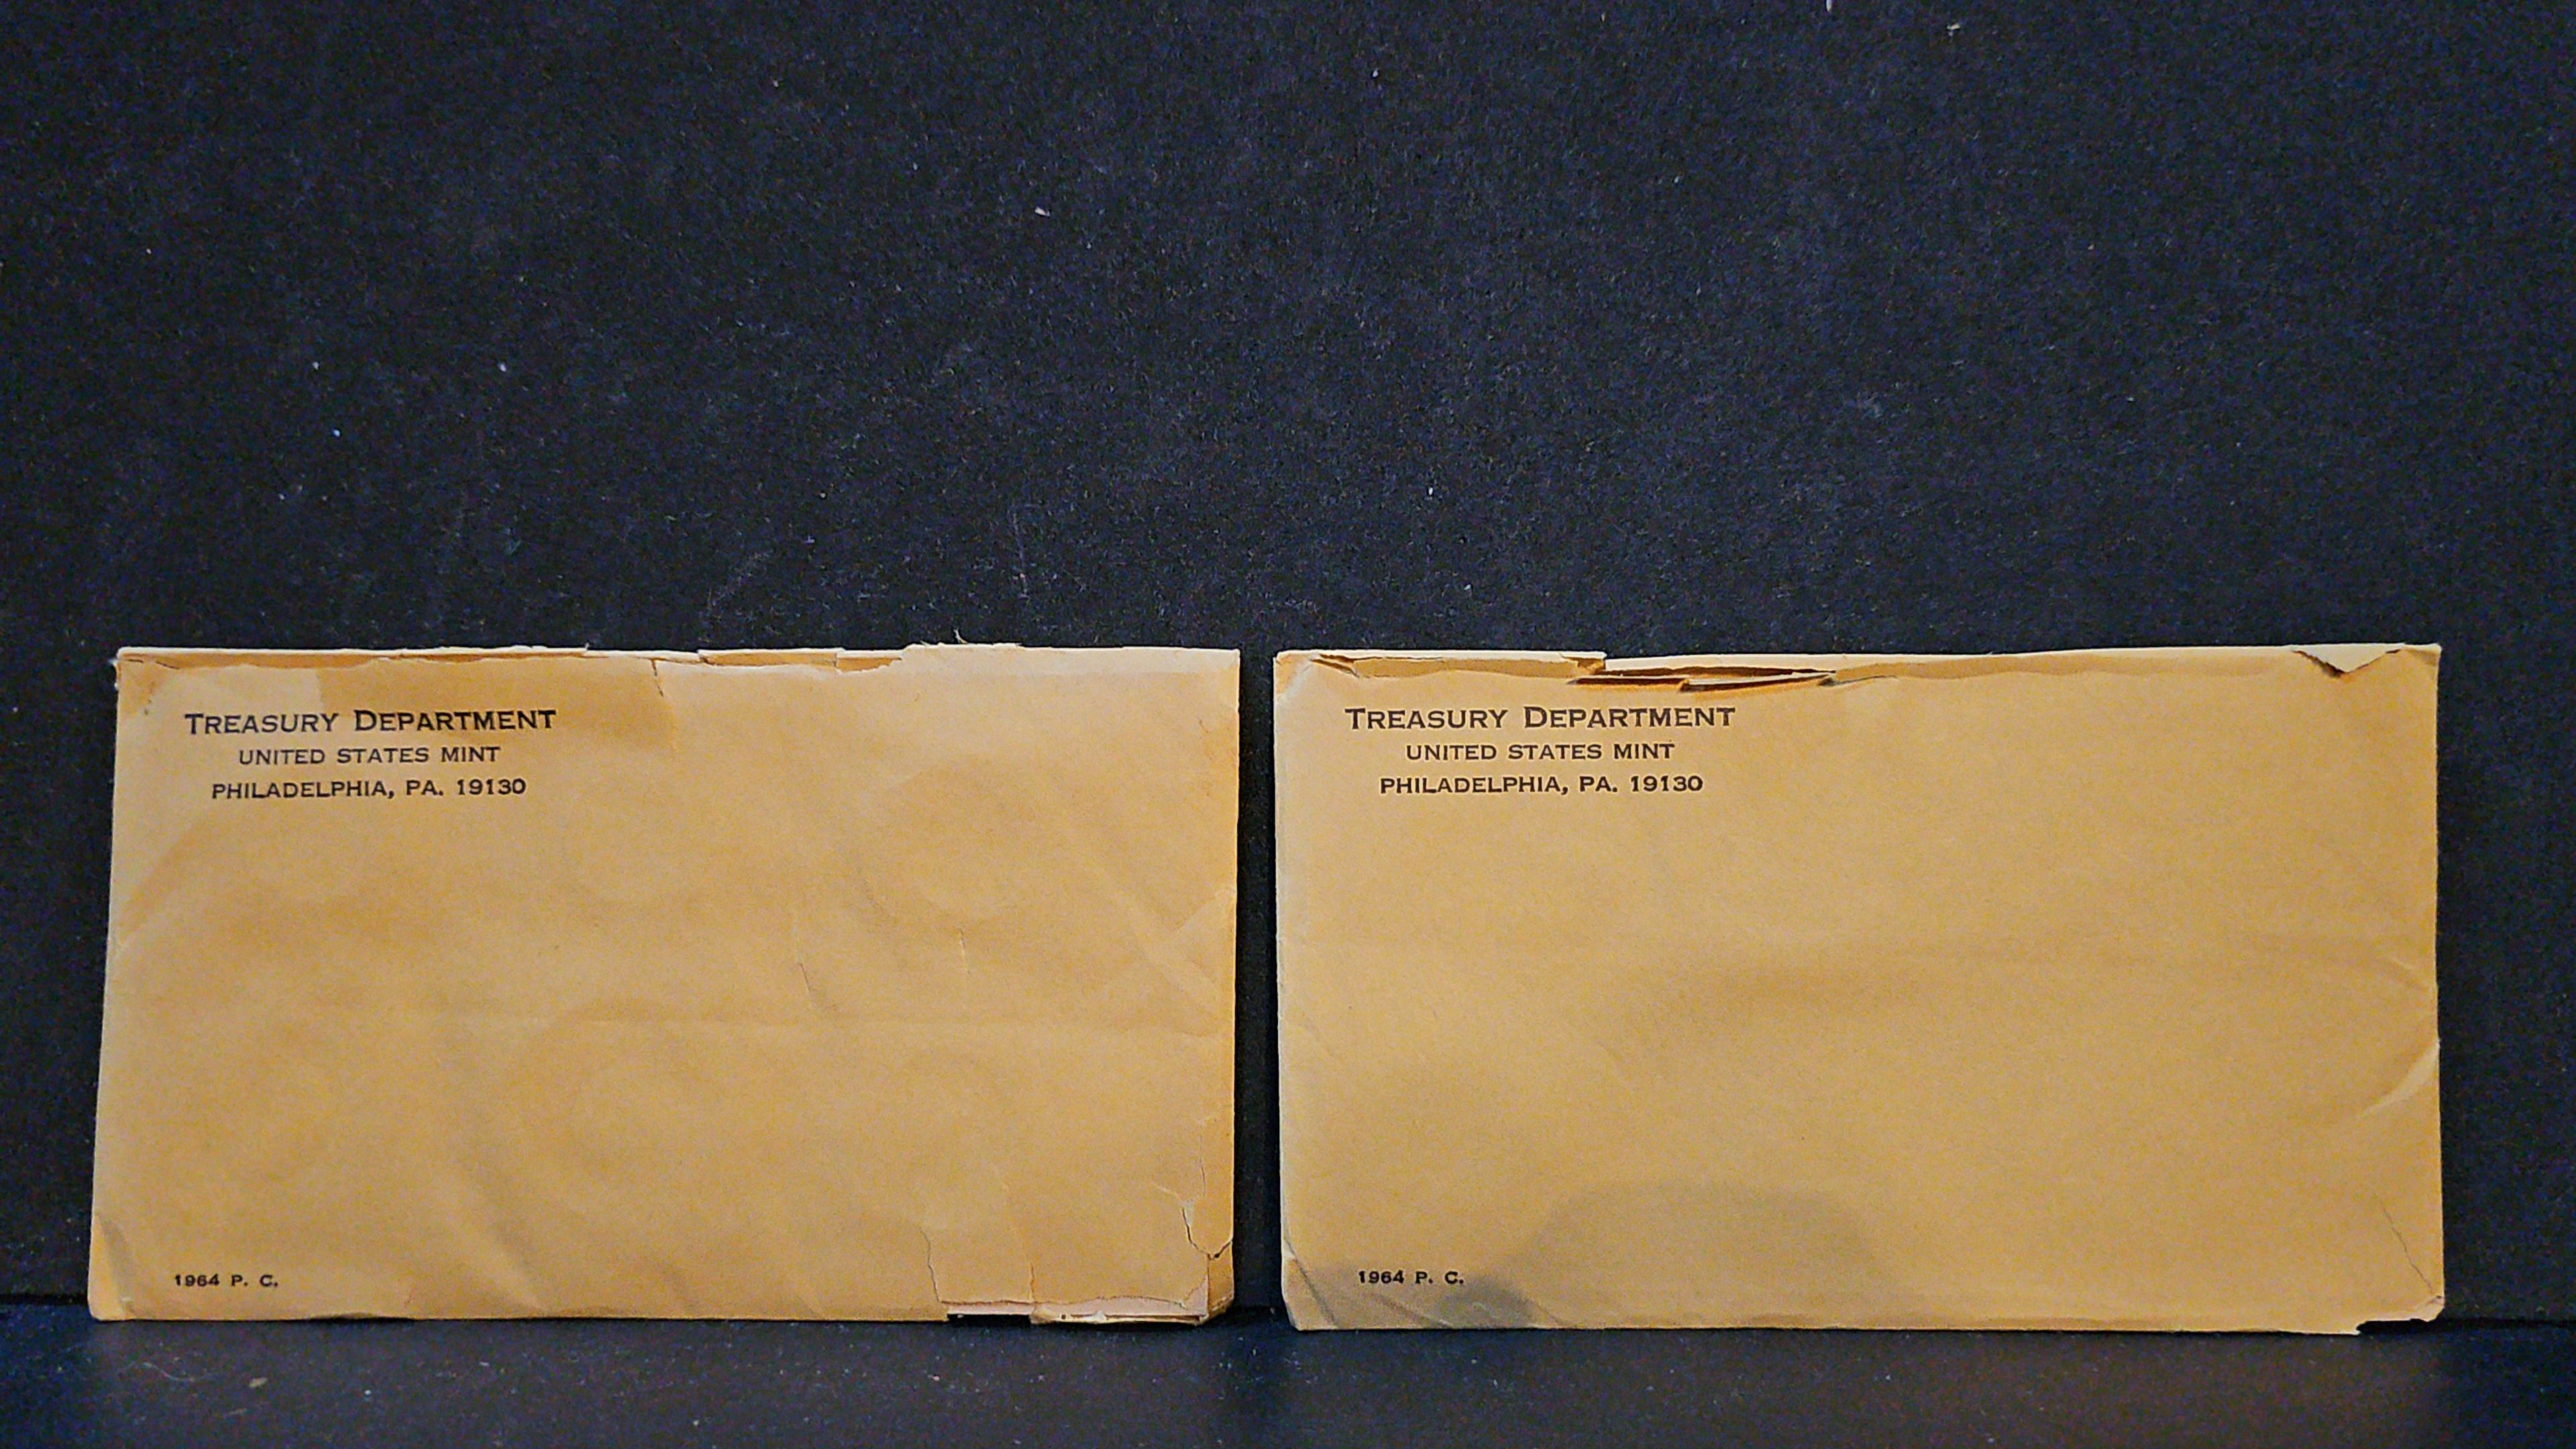 TREASURY DEPARTMENT
UNITED STATES MINT
PHILADELPHIA, PA. 19130
1964 P. C.
TREASURY DEPARTMENT
UNITED STATES MINT
PHILADELPHIA, PA. 19130
1964 P. C.